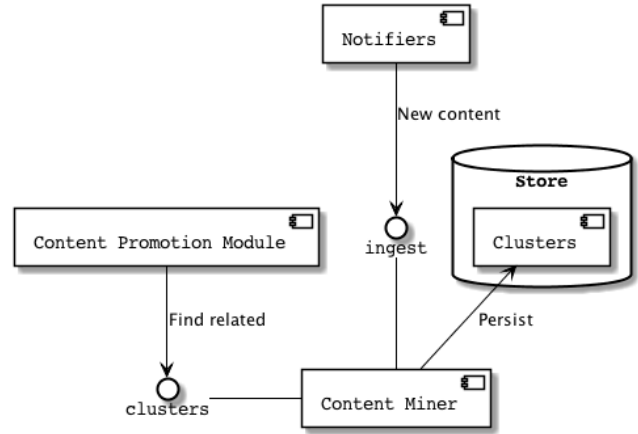 Notifiers
New content
Store
Content Promotion Module
ingest
Clusters
Find related
Persist
clusters
Content Miner